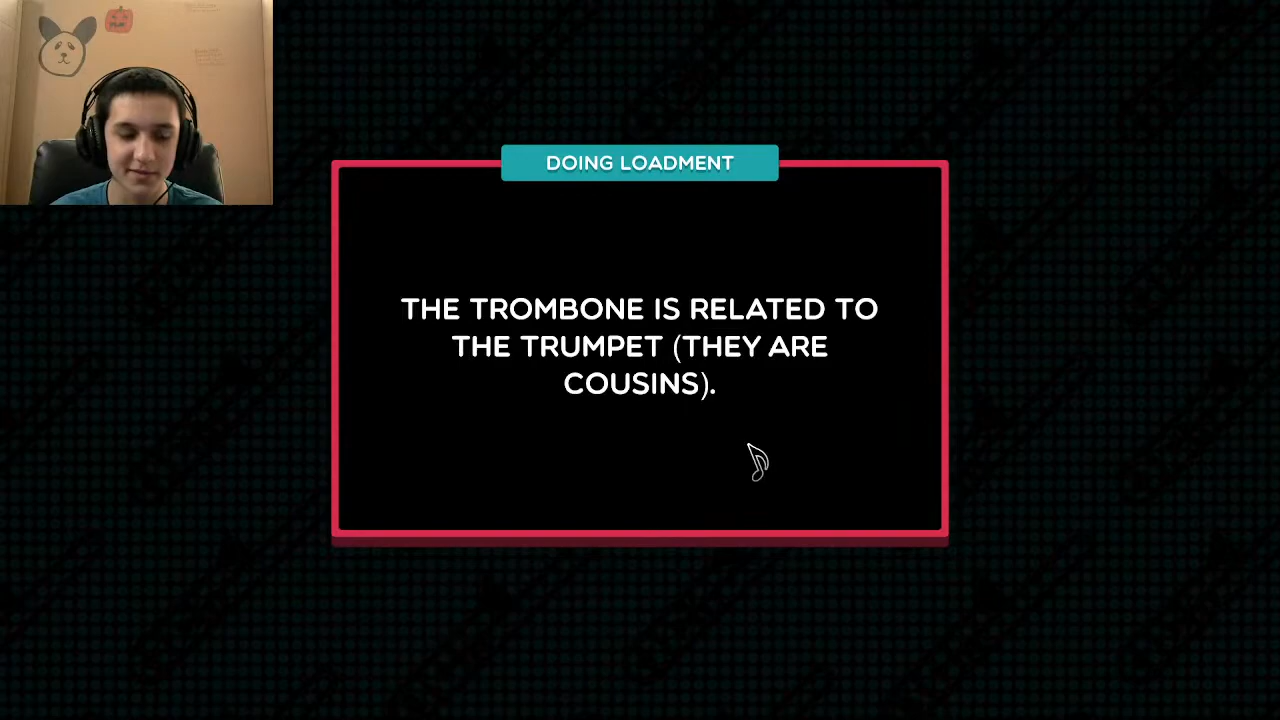 DOING LOADMENT
THE TROMBONE IS RELATED TO
THE TRUMPET (THEY ARE
COUSINS).